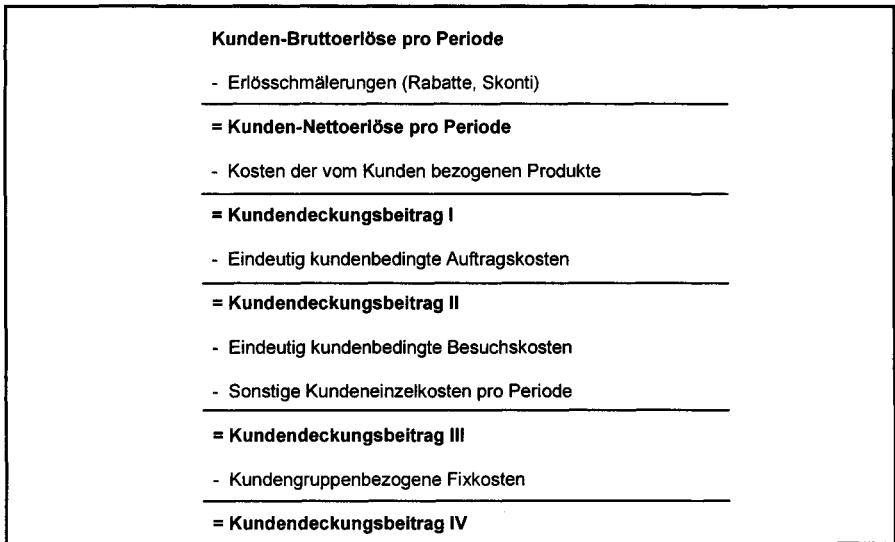 Kunden-Bruttoerlöse pro Periode
- Erlösschmälerungen (Rabatte, Skonti)
= Kunden-Nettoerlöse pro Periode
- Kosten der vom Kunden bezogenen Produkte
= Kundendeckungsbeitrag I
- Eindeutig kundenbedingte Auftragskosten
= Kundendeckungsbeitrag II
- Eindeutig kundenbedingte Besuchskosten
- Sonstige Kundeneinzelkosten pro Periode
= Kundendeckungsbeitrag III
- Kundengruppenbezogene Fixkosten
= Kundendeckungsbeitrag IV